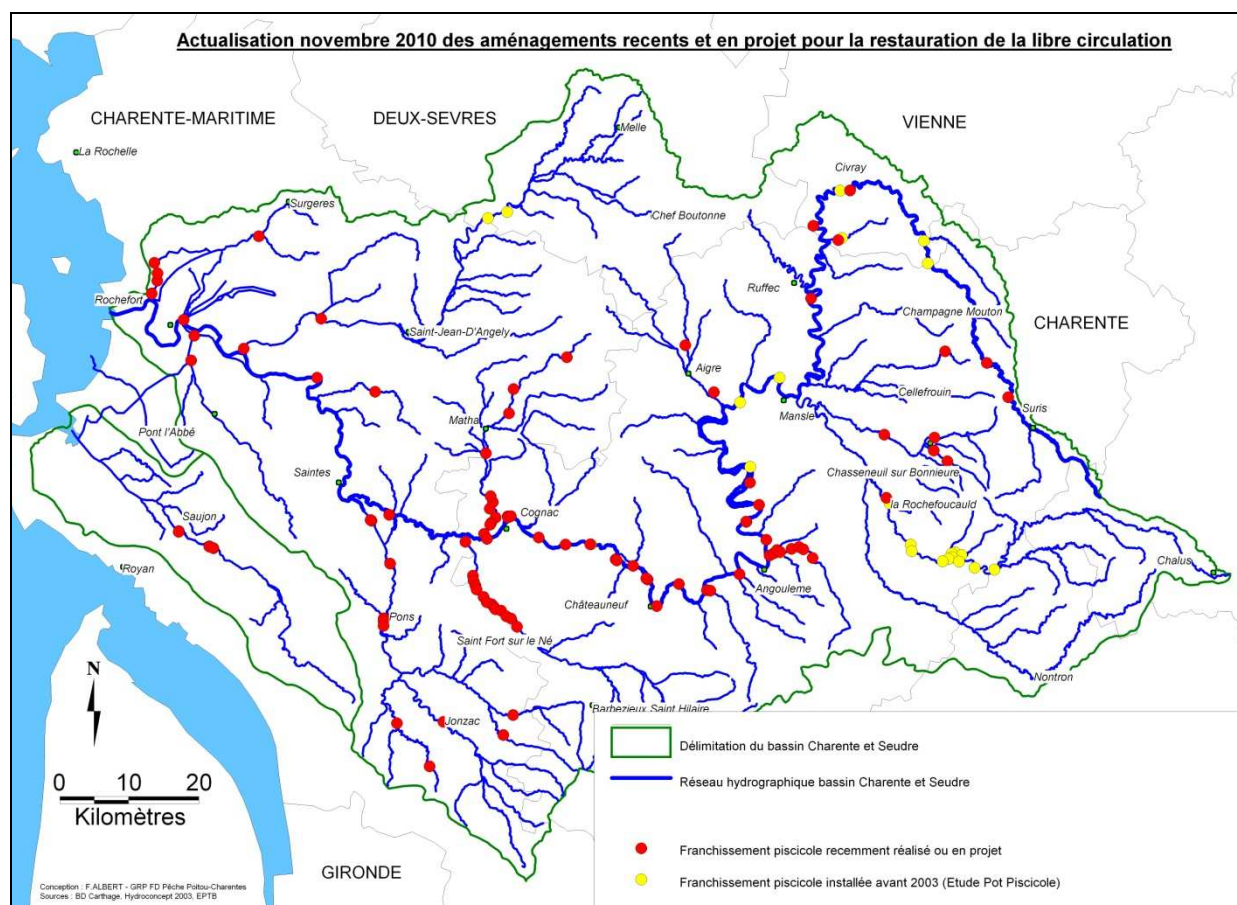 Actualisation novembre 2010 des aménagements recents et en projet pour la restauration de la libre circulation
CHARENTE-MARITIME
DEUX-SEVRES
VIENNE
Melle
La Rochelle
Civray
Surgeres
Chef Boutonne
Ruffec
Rochefort
Champagne Mouton
CHARENTE
Saint-Jean-D'Angely
Aigre
Cellefrouin
Mansle
Suris
Pont l'Abbé
Matha
Chasseneuil sur Bonnieure
Saintes
la Rochefoucauld
Saujon
Cognac
Royan
Chalus
Angouleme
Châteauneuf
Pons
Saint Fort sur le Né
Nontron
N
Barbezieux Saint Hilaire
Jonzac
0 10 20
Kilomètres
Délimitation du bassin Charente et Seudre
Réseau hydrographique bassin Charente et Seudre
Franchissement piscicole recemment réalisé ou en projet
Franchissement piscicole installée avant 2003 (Etude Pot Piscicole)
GIRONDE
Conception : F.ALBERT - GRP FD Pêche Poitou-Charentes
Sources : BD Carthage, Hydroconcept 2003, EPTB